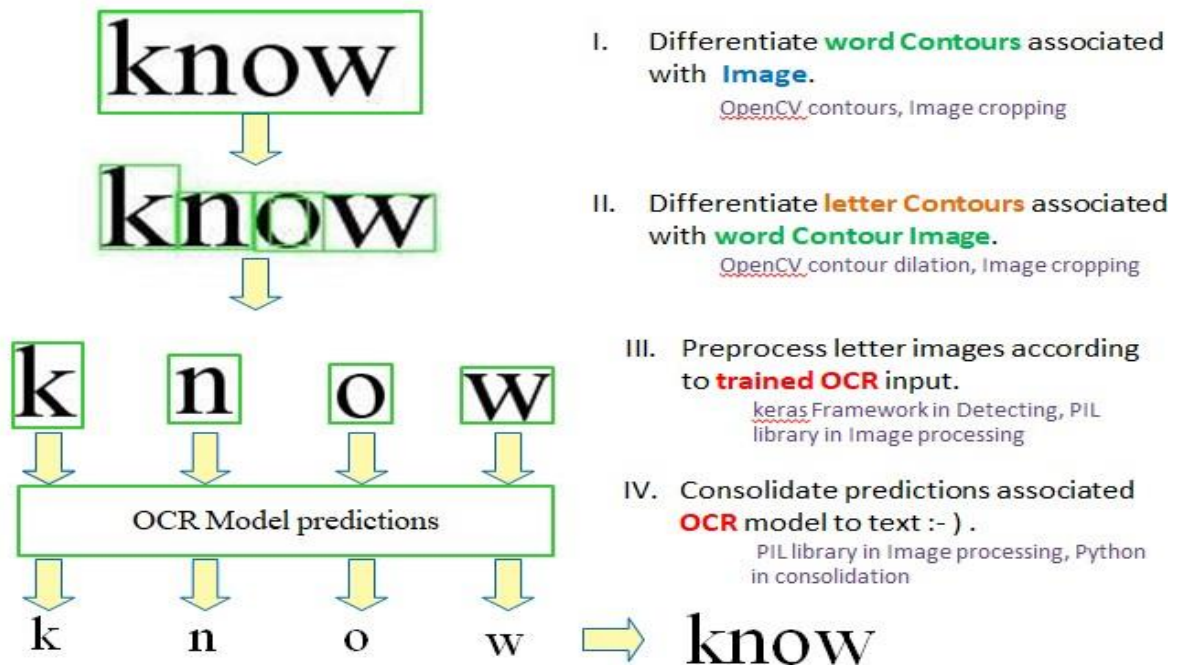 know
know
k n o w
OCR Model predictions
k n o w
know
I. Differentiate word Contours associated
with Image.
OpenCV contours, Image cropping
II. Differentiate letter Contours associated
with word Contour Image.
OpenCV contour dilation, Image cropping
III. Preprocess letter images according
to trained OCR input.
keras Framework in Detecting, PIL
library in Image processing
IV. Consolidate predictions associated
OCR model to text :- ) .
PIL library in Image processing, Python
in consolidation